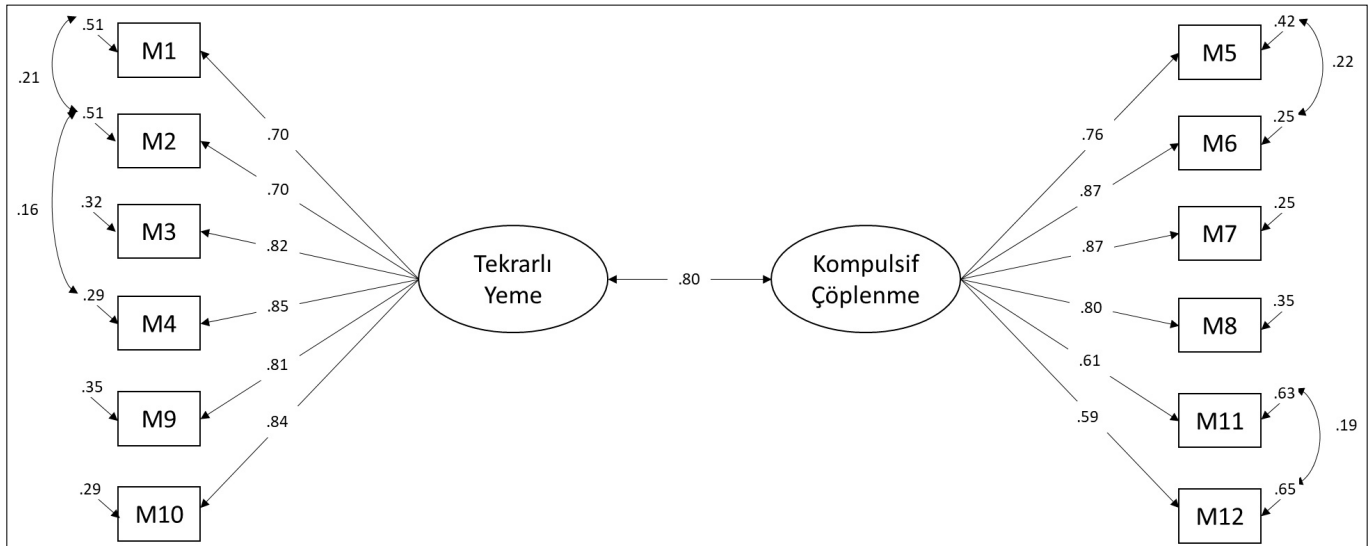 .51
M1
.21
.51
M2
.16
.32
M3
.29
M4
.35
M9
.29
M10
.70
.70
.82
.85
.81
.84
Tekrarlı
Yeme
.80
Kompulsif
Çöplenme
.76
.87
.87
.80
.61
.59
.42
M5
.22
.25
M6
.25
M7
.35
M8
.63
M11
.19
.65
M12